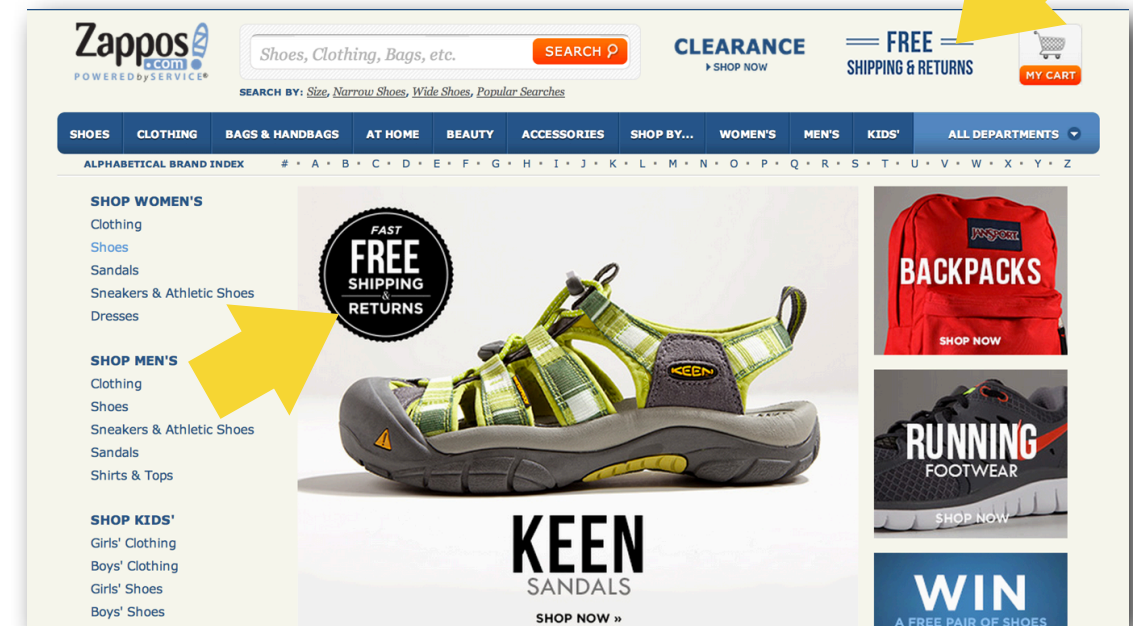 Zappos
.com
POWERED by SERVICE®
Shoes, Clothing, Bags, etc.
SEARCH
SEARCH BY: Size, Narrow Shoes, Wide Shoes, Popular Searches
CLEARANCE
SHOP NOW
FREE
SHIPPING & RETURNS
MY CART
SHOES CLOTHING BAGS & HANDBAGS AT HOME BEAUTY ACCESSORIES SHOP BY... WOMEN'S MEN'S KIDS' ALL DEPARTMENTS
ALPHABETICAL BRAND INDEX # • A • B • C • D • E • F • G • H • I • J • K • L • M • N • O • P • Q • R • S • T • U • V • W • X • Y • Z
SHOP WOMEN'S
Clothing
Shoes
Sandals
Sneakers & Athletic Shoes
Dresses
SHOP MEN'S
Clothing
Shoes
Sneakers & Athletic Shoes
Sandals
Shirts & Tops
SHOP KIDS'
Girls' Clothing
Boys' Clothing
Girls' Shoes
Boys' Shoes
FAST
FREE
SHIPPING
&
RETURNS
KEEN
KEEN
SANDALS
SHOP NOW »
JANSPORT
BACKPACKS
SHOP NOW
RUNNING
FOOTWEAR
SHOP NOW
WIN
A FREE PAIR OF SHOES